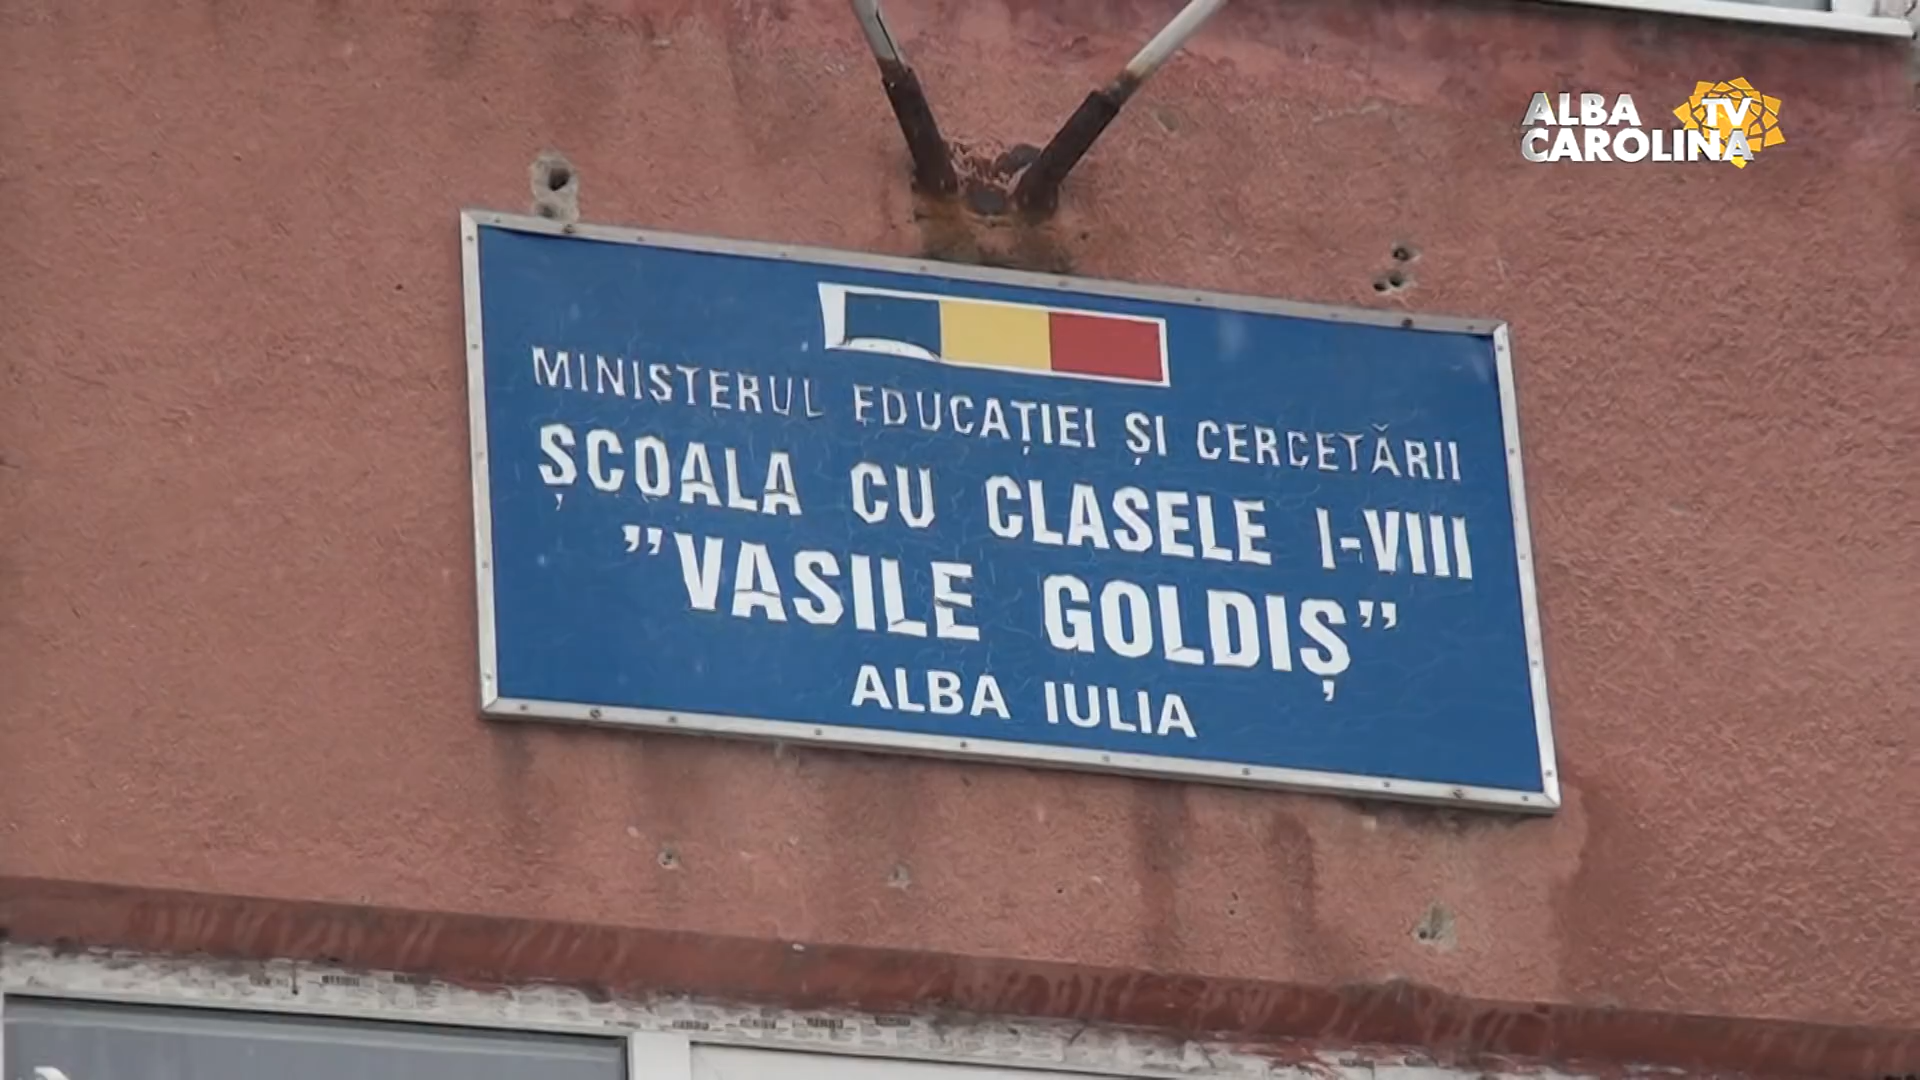 ALBA TV
CAROLINA
MINISTERUL EDUCAȚIEI ȘI CERCETĂRII
ȘCOALA CU CLASELE I-VIII
”VASILE GOLDIȘ”
ALBA IULIA